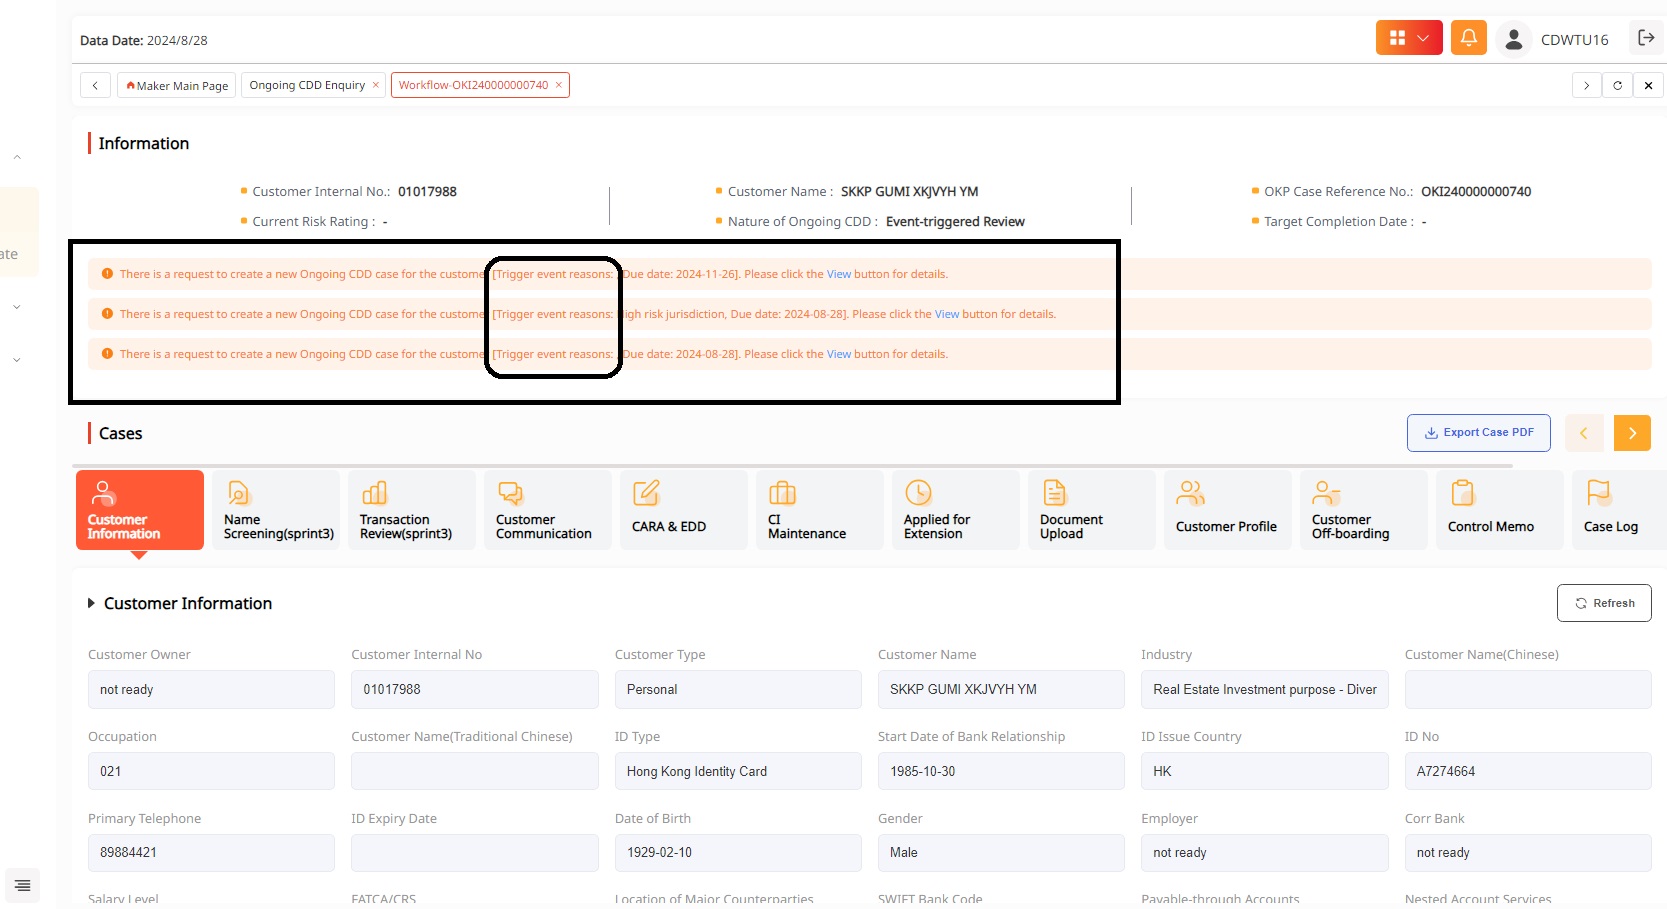 Data Date: 2024/8/28
CDWTU16
Maker Main Page
Ongoing CDD Enquiry ×
Workflow-OKI240000000740 ×
Information
Customer Internal No.: 01017988
Customer Name : SKKP GUMI XKJVYH YM
OKP Case Reference No.: OKI240000000740
ate
Current Risk Rating : -
Nature of Ongoing CDD : Event-triggered Review
Target Completion Date : -
There is a request to create a new Ongoing CDD case for the custome [Trigger event reasons: Due date: 2024-11-26]. Please click the View button for details.
There is a request to create a new Ongoing CDD case for the custome [Trigger event reasons: igh risk jurisdiction, Due date: 2024-08-28]. Please click the View button for details.
There is a request to create a new Ongoing CDD case for the custome [Trigger event reasons: Due date: 2024-08-28]. Please click the View button for details.
Cases
Export Case PDF
Customer Information
Name Screening(sprint3)
Transaction Review(sprint3)
Customer Communication
CARA & EDD
CI Maintenance
Applied for Extension
Document Upload
Customer Profile
Customer Off-boarding
Control Memo
Case Log
Customer Information
Refresh
Customer Owner
Customer Internal No
Customer Type
Customer Name
Industry
Customer Name(Chinese)
not ready
01017988
Personal
SKKP GUMI XKJVYH YM
Real Estate Investment purpose - Diver
Occupation
Customer Name(Traditional Chinese)
ID Type
Start Date of Bank Relationship
ID Issue Country
ID No
021
Hong Kong Identity Card
1985-10-30
HK
A7274664
Primary Telephone
ID Expiry Date
Date of Birth
Gender
Employer
Corr Bank
89884421
1929-02-10
Male
not ready
not ready
Salary Level
FATCA/CRS
Location of Major Counterparties
SWIFT Bank Code
Payable-through Accounts
Nested Account Services